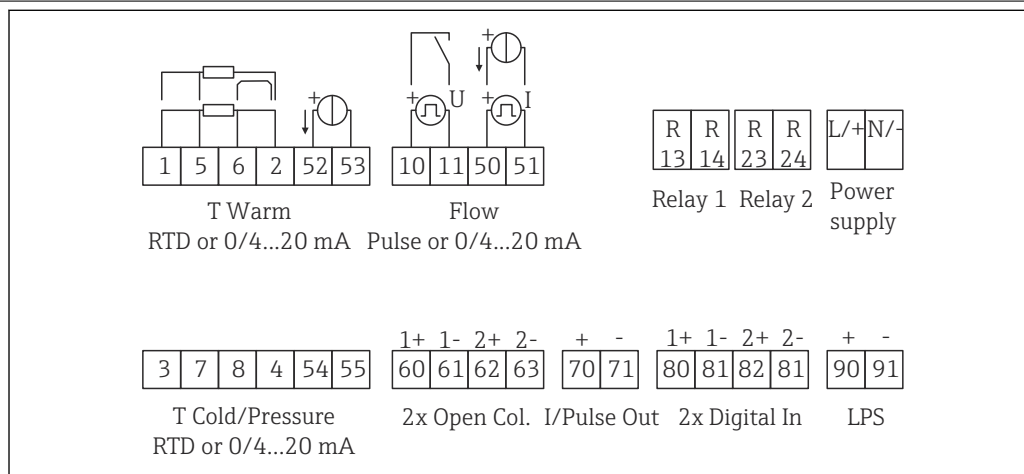 + U + I
+ + +
1 5 6 2 52 53 10 11 50 51
R R R R L/+ N/-
13 14 23 24
T Warm
RTD or 0/4...20 mA
Flow
Pulse or 0/4...20 mA
Relay 1 Relay 2
Power
supply
1+ 1- 2+ 2- + - 1+ 1- 2+ 2- + -
3 7 8 4 54 55 60 61 62 63 70 71 80 81 82 81 90 91
T Cold/Pressure
RTD or 0/4...20 mA
2x Open Col. I/Pulse Out 2x Digital In LPS